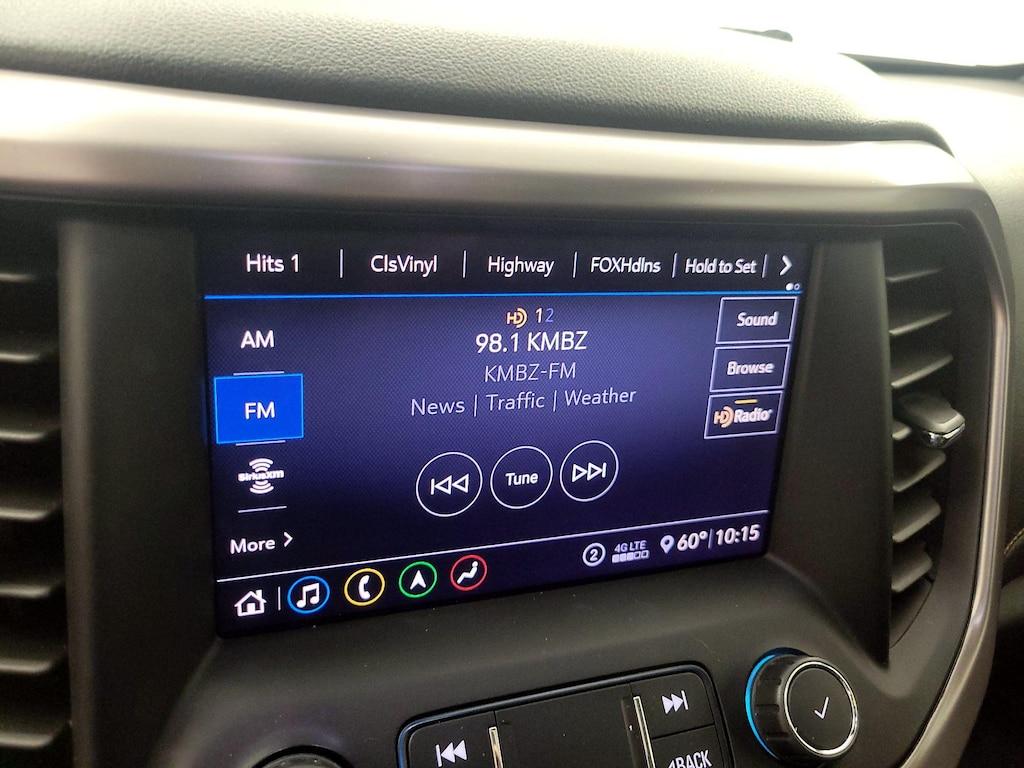 Hits 1 | ClsVinyl | Highway | FOXHdlns | Hold to Set |
HD 12
98.1 KMBZ
KMBZ-FM
News | Traffic | Weather
AM
FM
SiriusXM
More
Sound
Browse
HD Radio
Tune
2 4G LTE 60° | 10:15
BACK